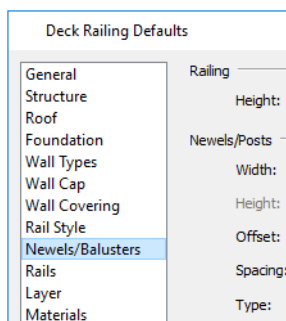 Deck Railing Defaults
General
Structure
Roof
Foundation
Wall Types
Wall Cap
Wall Covering
Rail Style
Newels/Balusters
Rails
Layer
Materials
Railing
Height:
Newels/Posts
Width:
Height:
Offset:
Spacing:
Type: